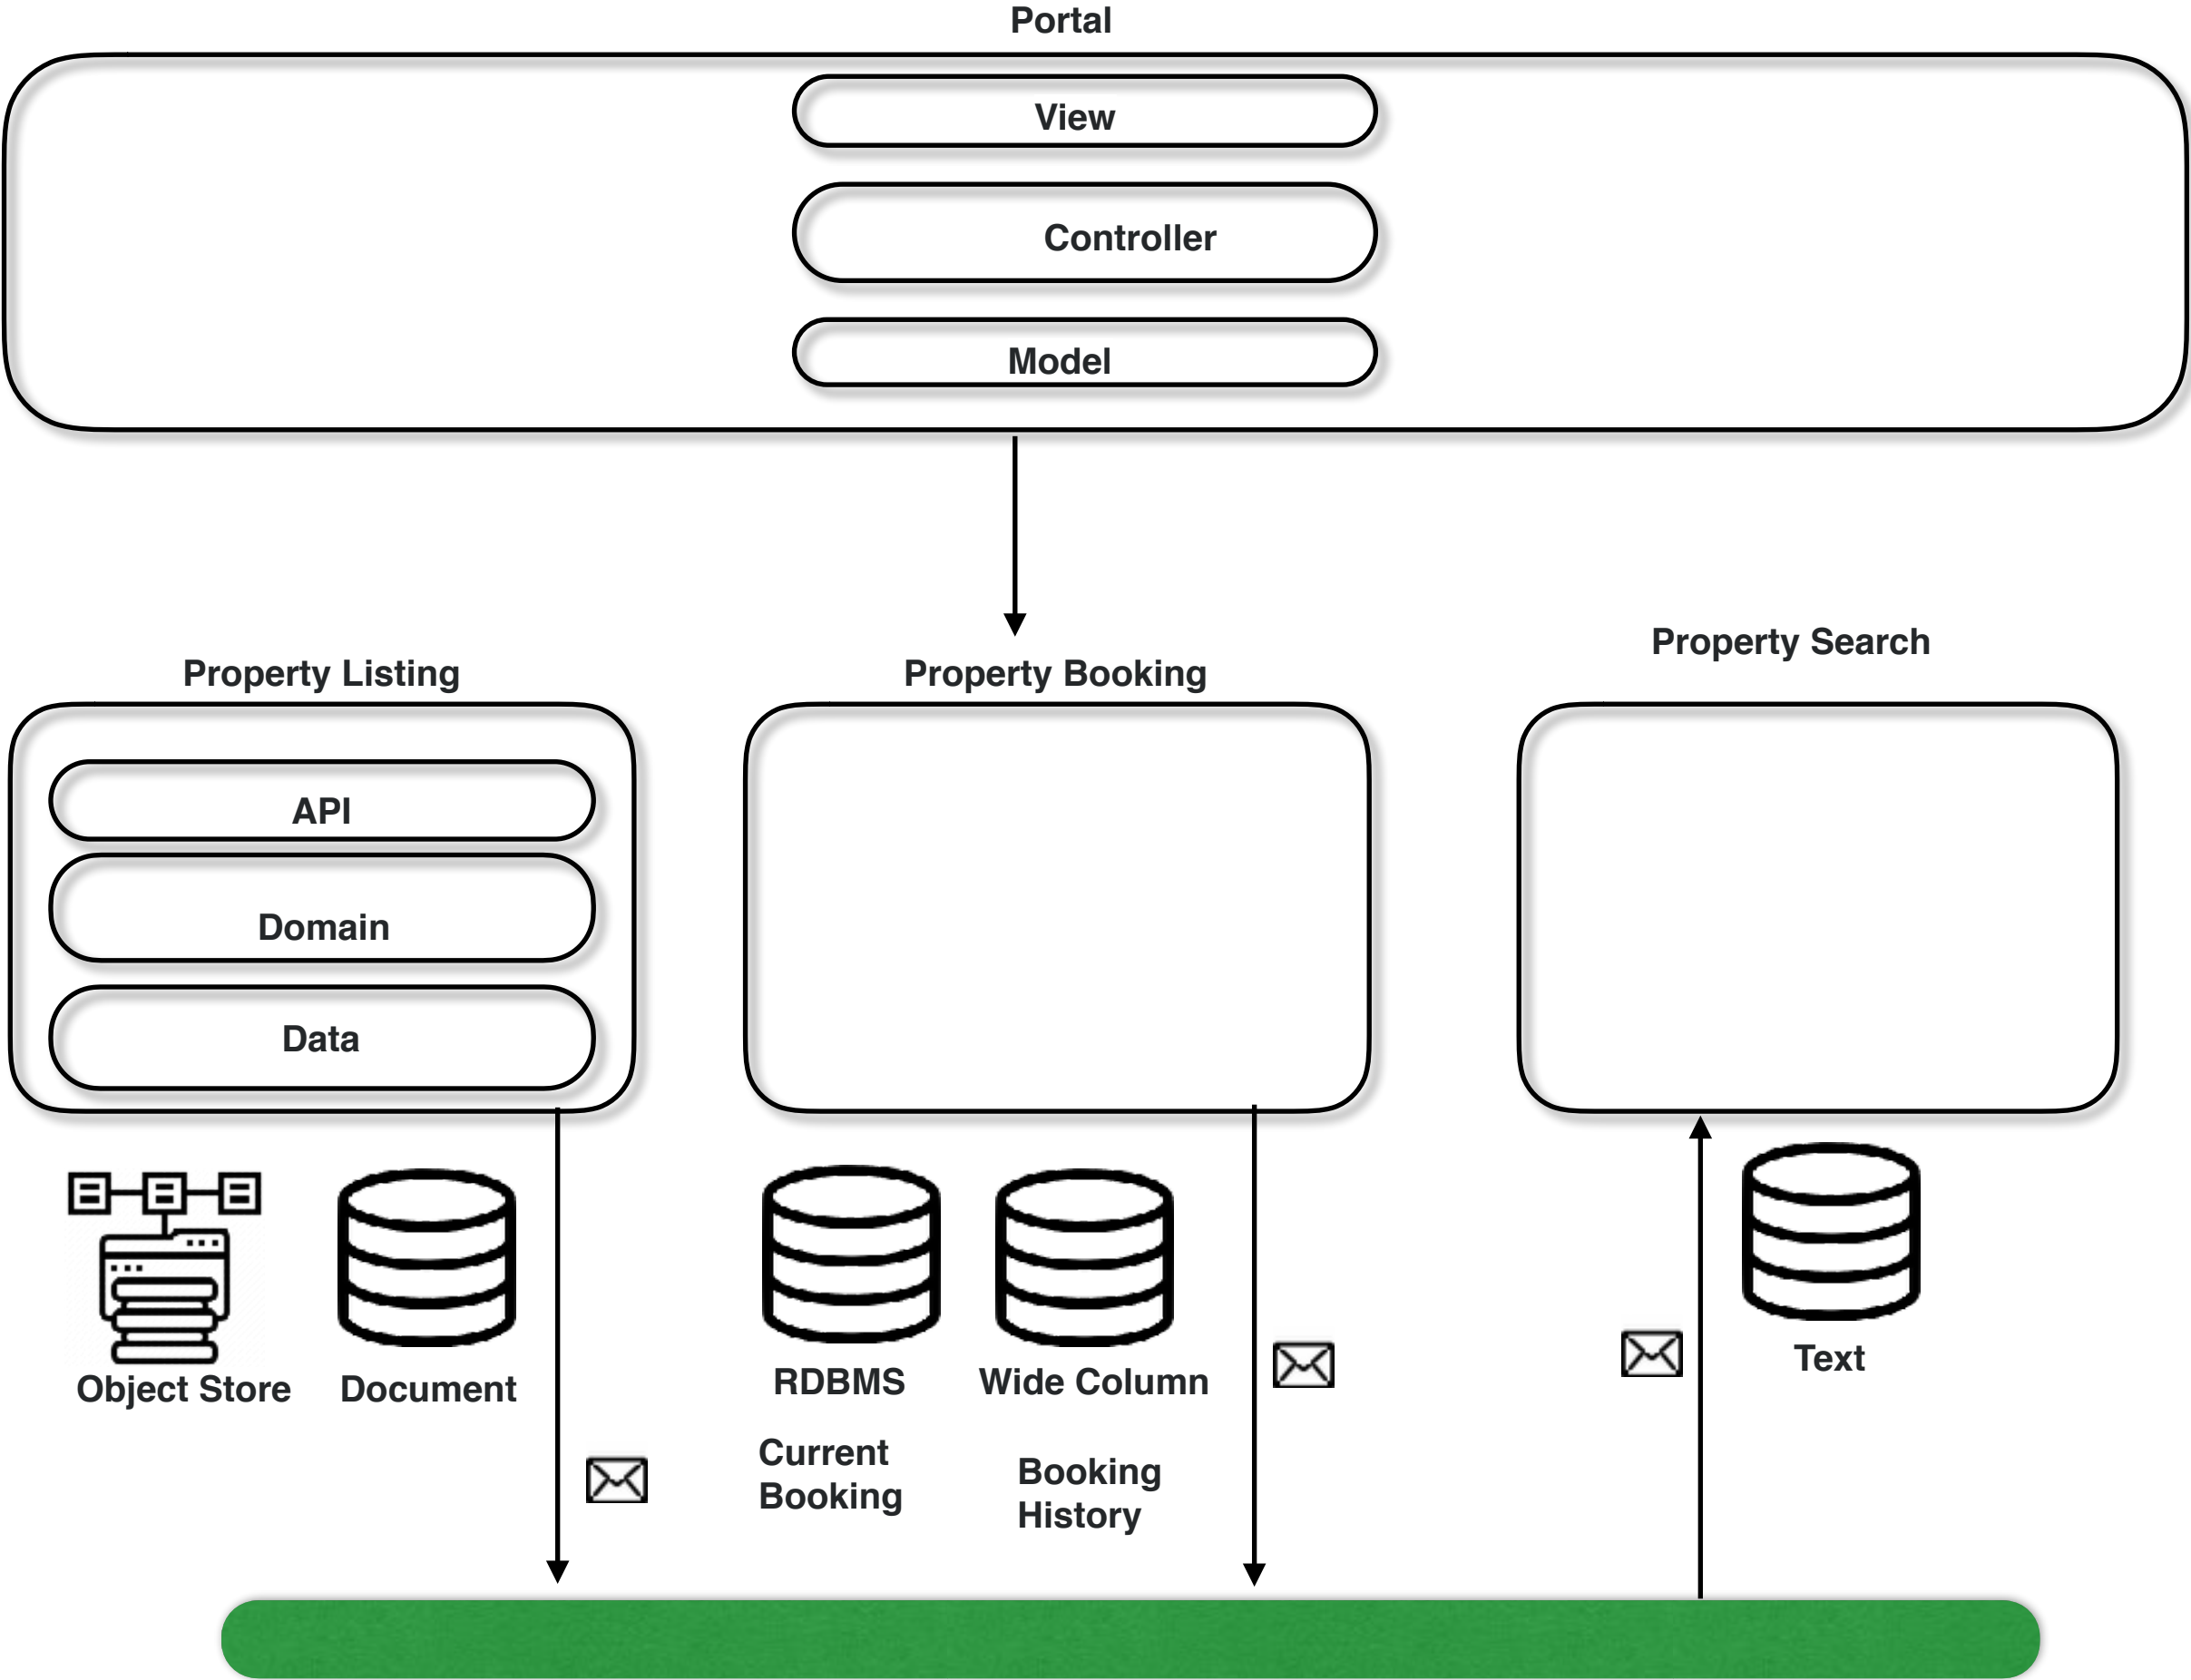 Portal
View
Controller
Model
Property Listing
Property Booking
Property Search
API
Domain
Data
Object Store
Document
RDBMS
Wide Column
Text
Current
Booking
Booking
History